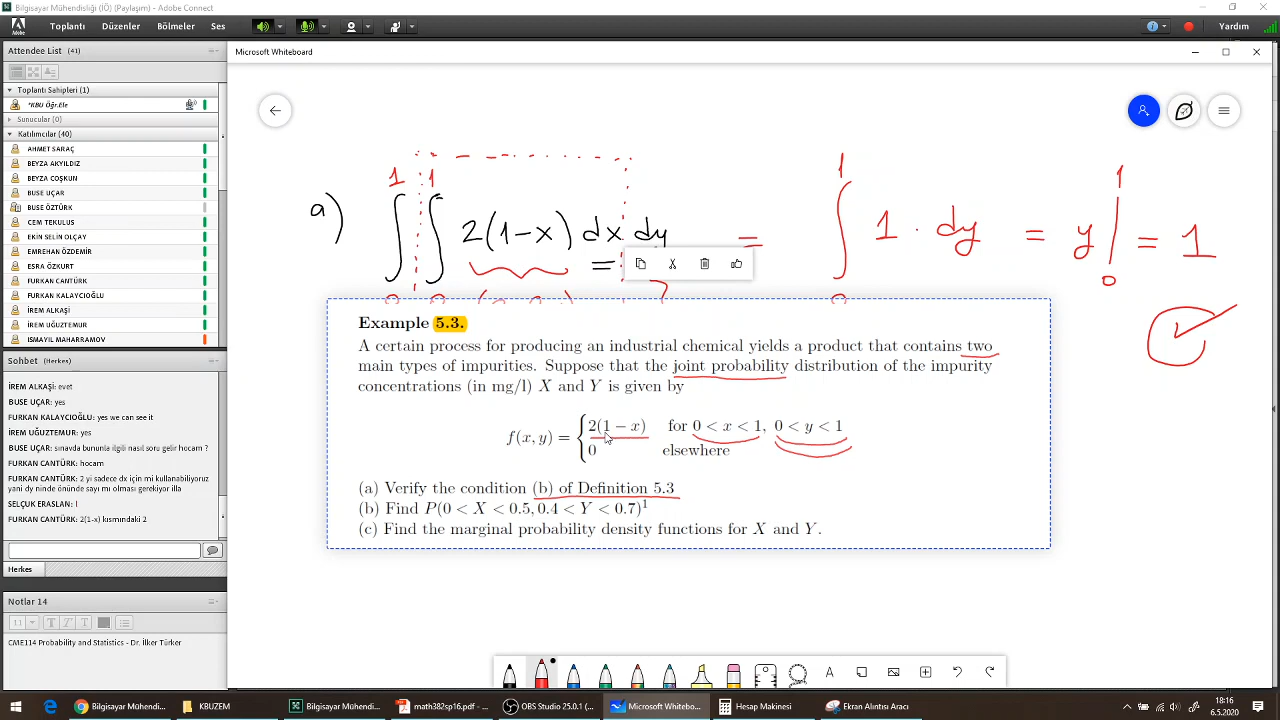 Bilgisayar Mühendisliği (İÖ) (Paylaşım) - Adobe Connect
Adobe
Toplantı Düzenler Bölmeler Ses Yardım
Attendee List (41)
Microsoft Whiteboard
Toplantı Sahipleri (1)
*KBU Öğr.Ele
Sunucular (0)
Katılımcılar (40)
AHMET SARAÇ
BEYZA AKYILDIZ
BEYZA COŞKUN
BUSE UÇAR
BUSE ÖZTÜRK
CEM TEKULUS
EKİN SELİN OLÇAY
EMREHAN ÖZDEMİR
ESRA ÖZKURT
FURKAN CANTÜRK
FURKAN KALAYCIOĞLU
İREM ALKAŞİ
İREM UĞUZTEMUR
ISMAYIL MAHARRAMOV
a) ∫₀¹ ∫₀¹ 2(1-x) dx dy = ∫₀¹ 1 · dy = y |₀¹ = 1
=
Example 5.3.
A certain process for producing an industrial chemical yields a product that contains two
main types of impurities. Suppose that the joint probability distribution of the impurity
concentrations (in mg/l) X and Y is given by
f(x, y) = { 2(1 − x) for 0 < x < 1, 0 < y < 1
0 elsewhere
(a) Verify the condition (b) of Definition 5.3
(b) Find P(0 < X < 0.5, 0.4 < Y < 0.7)¹
(c) Find the marginal probability density functions for X and Y.
Sohbet (Herkes)
İREM ALKAŞİ: evet
BUSE UÇAR: yes
FURKAN KALAYCIOĞLU: yes we can see it
İREM UĞUZTEMUR: yes
BUSE UÇAR: sınavda bununla ilgili nasıl soru gelir hocam ?
FURKAN CANTÜRK: hocam
FURKAN CANTÜRK: 2 yi sadece dx için mi kullanabiliyoruz
yani dy ninde önünde sayı mı olması gerekiyor illa
SELÇUK ERASLAN: I
FURKAN CANTÜRK: 2(1-x) kısmındaki 2
Herkes
Notlar 14
11 T T T
CME114 Probability and Statistics - Dr. İlker Türker
A
Bilgisayar Mühendi... KRUZEM Bilgisayar Mühendi... math382sp16.pdf - ... OBS Studio 25.0.1 (... Microsoft Whitebo... Hesap Makinesi Ekran Alıntısı Aracı
18:16
6.5.2020